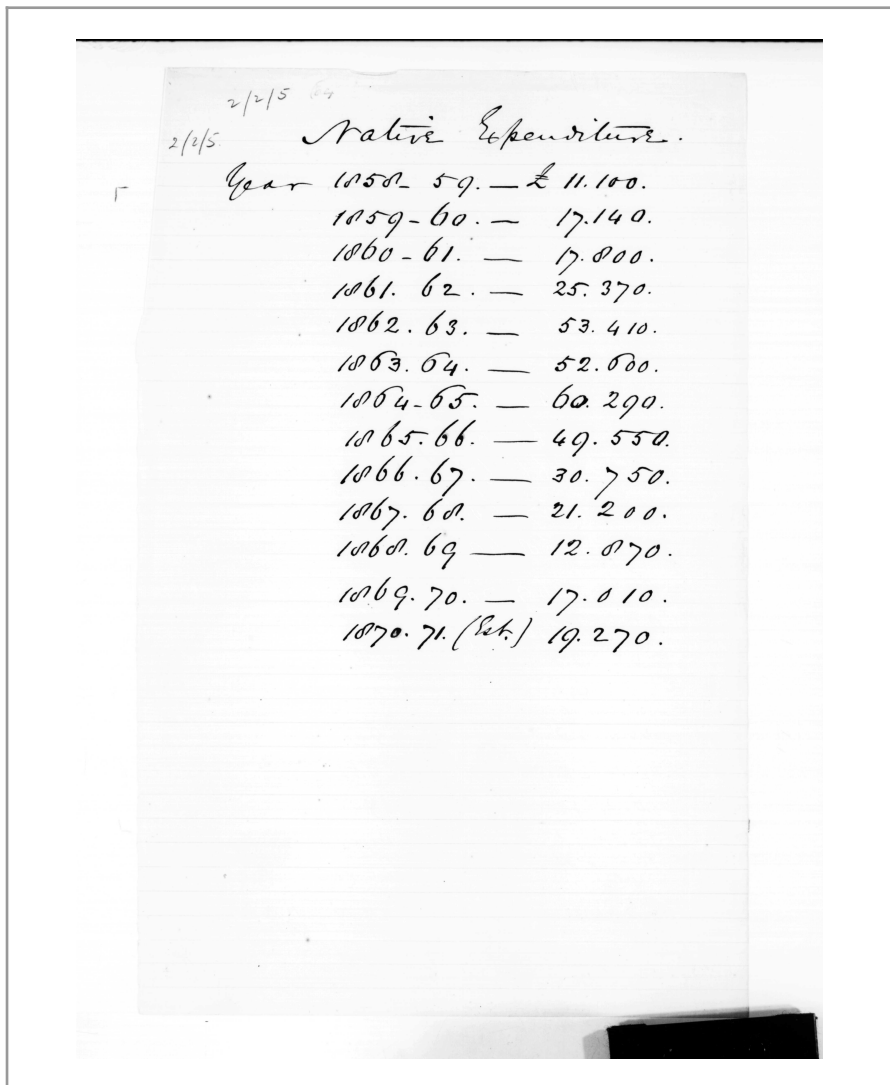 2/2/5
2/2/5.
Native Expenditure.
Year 1858-59. — £ 11.100.
1859-60. — 17.140.
1860-61. — 17.800.
1861. 62. — 25.370.
1862. 63. — 53.410.
1863. 64. — 52.600.
1864-65. — 60.290.
1865. 66. — 49.550.
1866. 67. — 30.750.
1867. 68. — 21.200.
1868. 69 — 12.870.
1869. 70. — 17.010.
1870. 71. (Est.) 19.270.